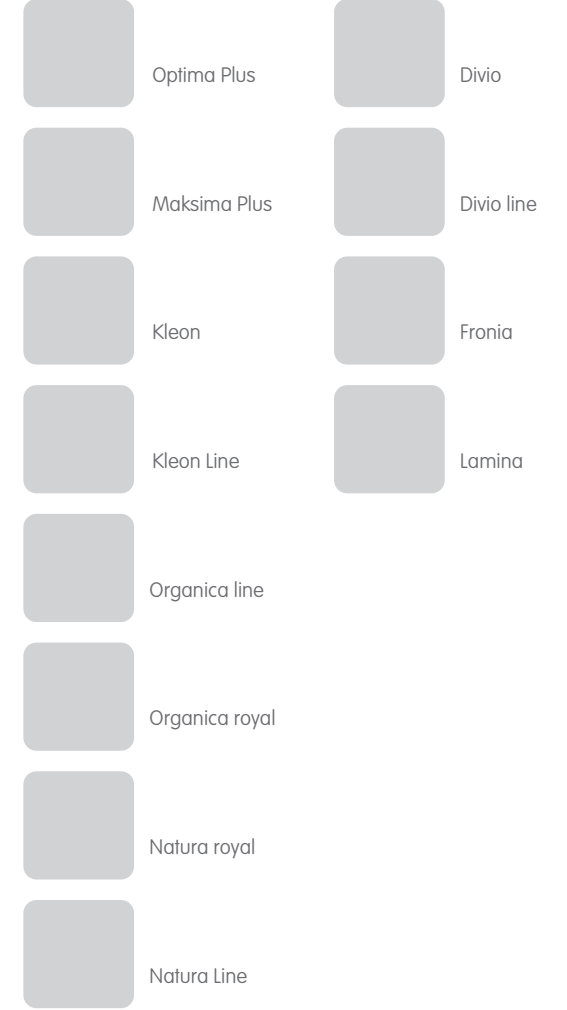 Optima Plus
Maksima Plus
Kleon
Kleon Line
Organica line
Organica royal
Natura royal
Natura Line
Divio
Divio line
Fronia
Lamina